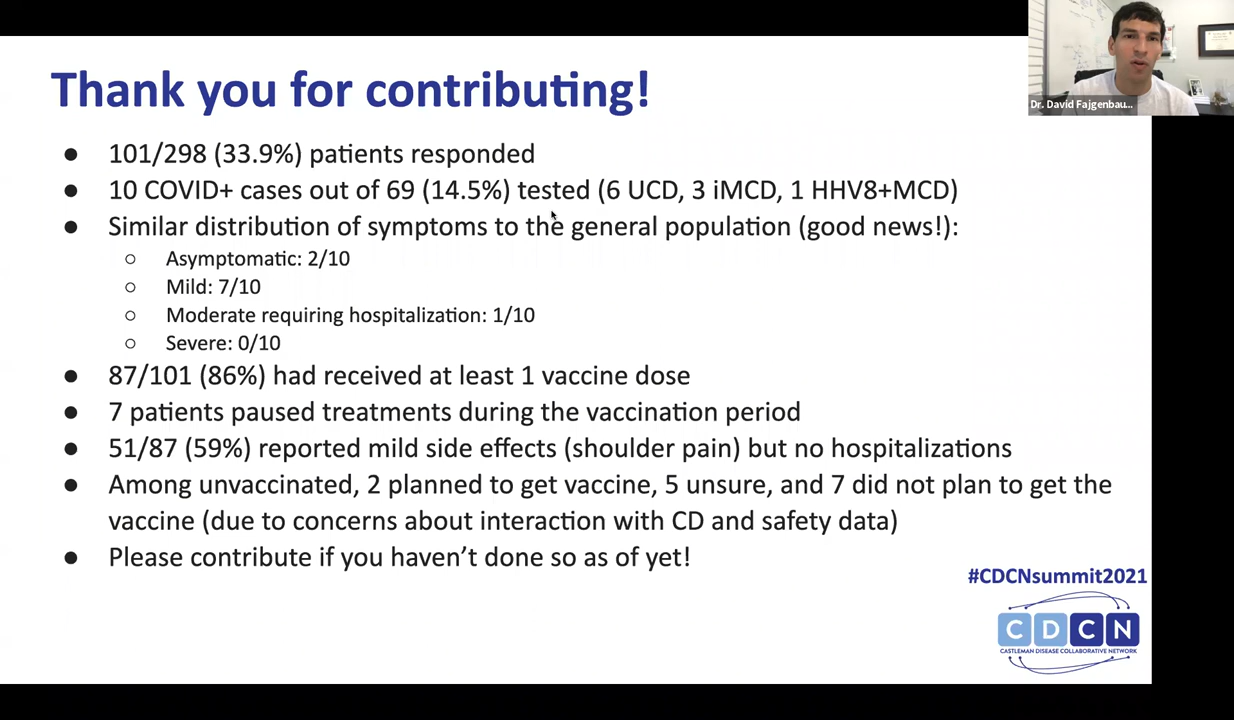 Thank you for contributing!
Dr. David Fajgenbau...
● 101/298 (33.9%) patients responded
● 10 COVID+ cases out of 69 (14.5%) tested (6 UCD, 3 iMCD, 1 HHV8+MCD)
● Similar distribution of symptoms to the general population (good news!):
○ Asymptomatic: 2/10
○ Mild: 7/10
○ Moderate requiring hospitalization: 1/10
○ Severe: 0/10
● 87/101 (86%) had received at least 1 vaccine dose
● 7 patients paused treatments during the vaccination period
● 51/87 (59%) reported mild side effects (shoulder pain) but no hospitalizations
● Among unvaccinated, 2 planned to get vaccine, 5 unsure, and 7 did not plan to get the
vaccine (due to concerns about interaction with CD and safety data)
● Please contribute if you haven’t done so as of yet!
#CDCNsummit2021
CDCN
CASTLEMAN DISEASE COLLABORATIVE NETWORK